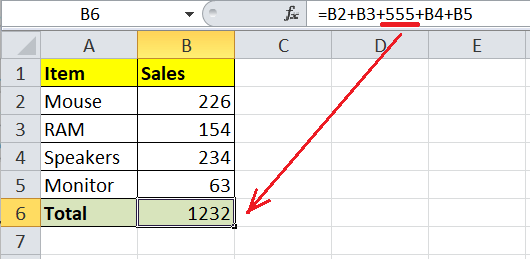 B6 fx =B2+B3+555+B4+B5
A B C D E
1 Item Sales
2 Mouse 226
3 RAM 154
4 Speakers 234
5 Monitor 63
6 Total 1232
7